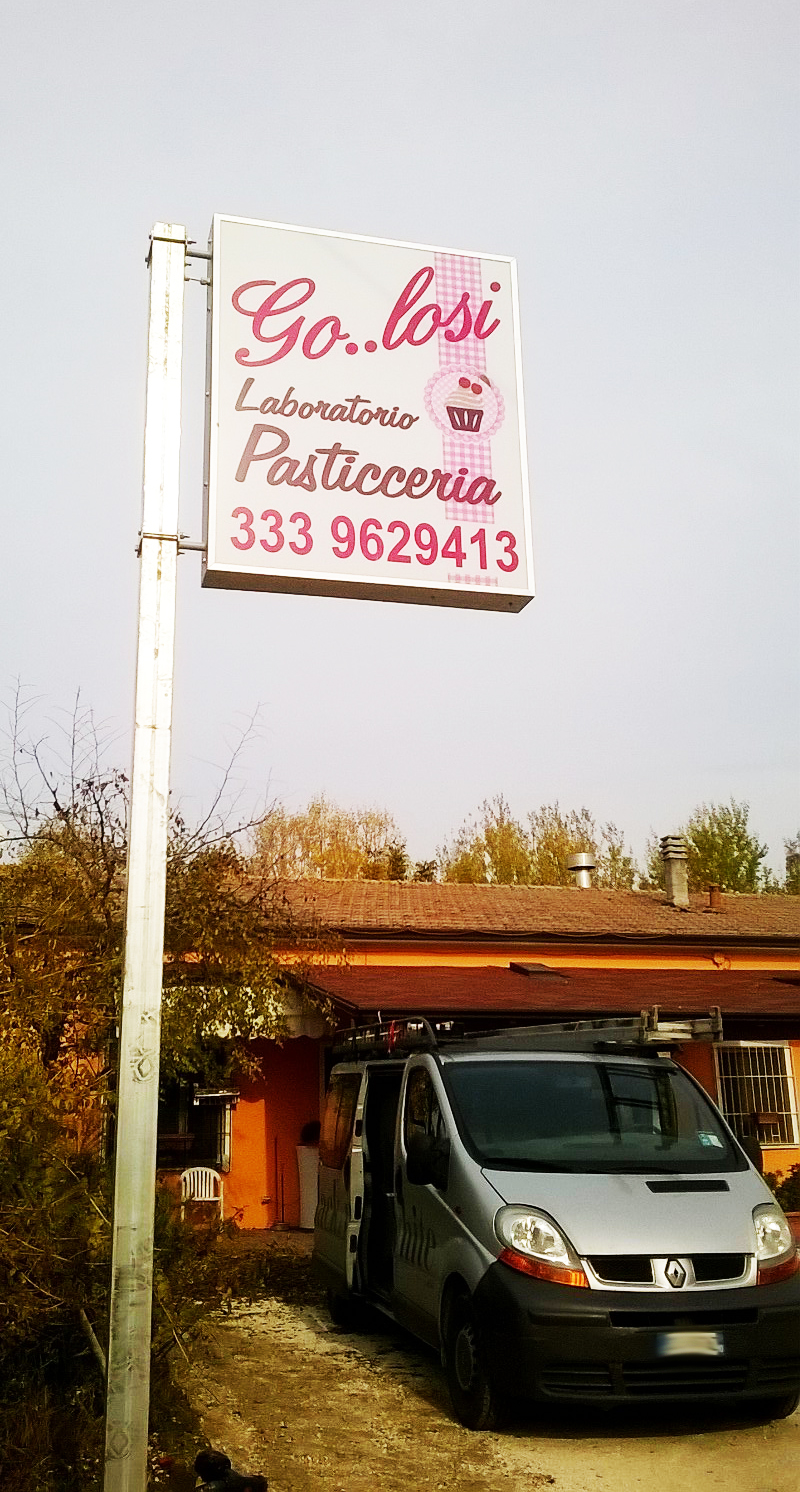 Go..losi
Laboratorio
Pasticceria
333 9629413